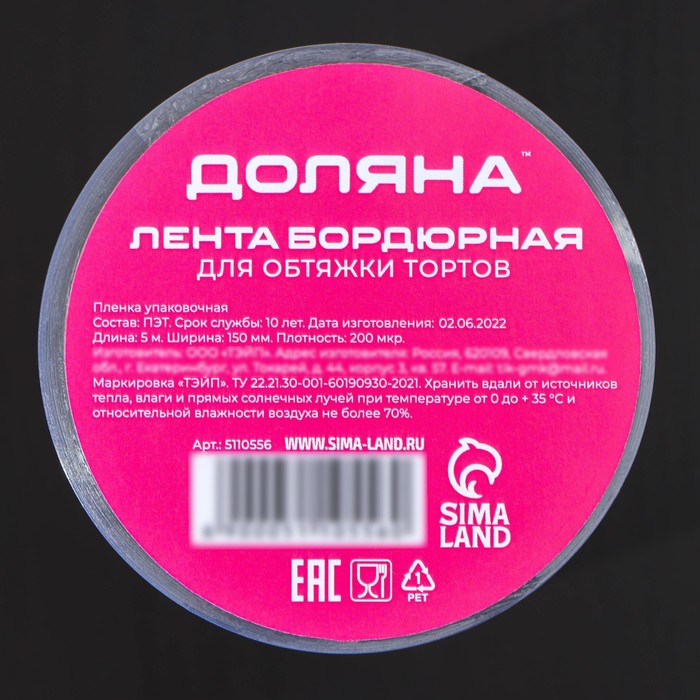 ДОЛЯНА™
ЛЕНТА БОРДЮРНАЯ
ДЛЯ ОБТЯЖКИ ТОРТОВ
Пленка упаковочная
Состав: ПЭТ. Срок службы: 10 лет. Дата изготовления: 02.06.2022
Длина: 5 м. Ширина: 150 мм. Плотность: 200 мкр.
Маркировка «ТЭЙП». ТУ 22.21.30-001-60190930-2021. Хранить вдали от источников
тепла, влаги и прямых солнечных лучей при температуре от 0 до + 35 °С и
относительной влажности воздуха не более 70%.
Арт.: 5110556 WWW.SIMA-LAND.RU
SIMA
LAND
EAC
1
PET